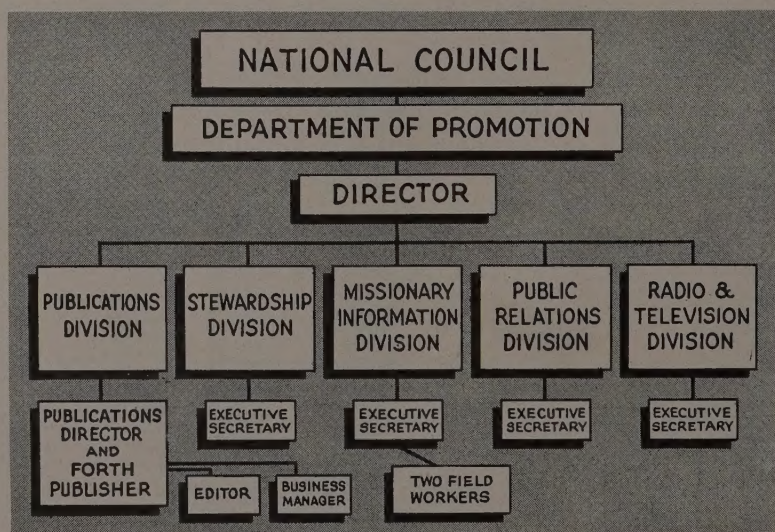 NATIONAL COUNCIL
DEPARTMENT OF PROMOTION
DIRECTOR
PUBLICATIONS
DIVISION
STEWARDSHIP
DIVISION
MISSIONARY
INFORMATION
DIVISION
PUBLIC
RELATIONS
DIVISION
RADIO &
TELEVISION
DIVISION
PUBLICATIONS
DIRECTOR
AND
FORTH
PUBLISHER
EXECUTIVE
SECRETARY
EXECUTIVE
SECRETARY
EXECUTIVE
SECRETARY
EXECUTIVE
SECRETARY
EDITOR
BUSINESS
MANAGER
TWO FIELD
WORKERS